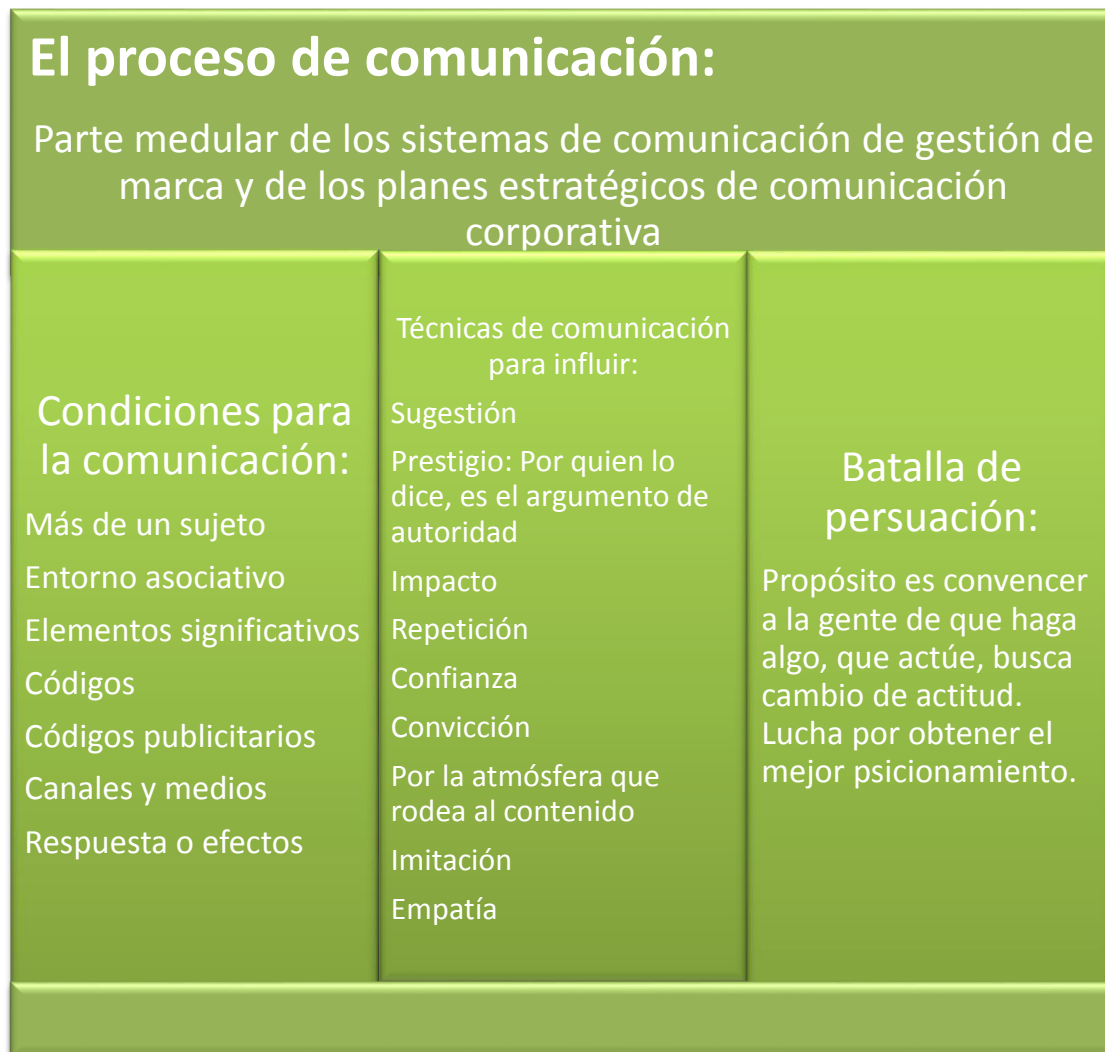 El proceso de comunicación:
Parte medular de los sistemas de comunicación de gestión de
marca y de los planes estratégicos de comunicación
corporativa
Condiciones para
la comunicación:
Más de un sujeto
Entorno asociativo
Elementos significativos
Códigos
Códigos publicitarios
Canales y medios
Respuesta o efectos
Técnicas de comunicación
para influir:
Sugestión
Prestigio: Por quien lo
dice, es el argumento de
autoridad
Impacto
Repetición
Confianza
Convicción
Por la atmósfera que
rodea al contenido
Imitación
Empatía
Batalla de
persuación:
Propósito es convencer
a la gente de que haga
algo, que actúe, busca
cambio de actitud.
Lucha por obtener el
mejor psicionamiento.